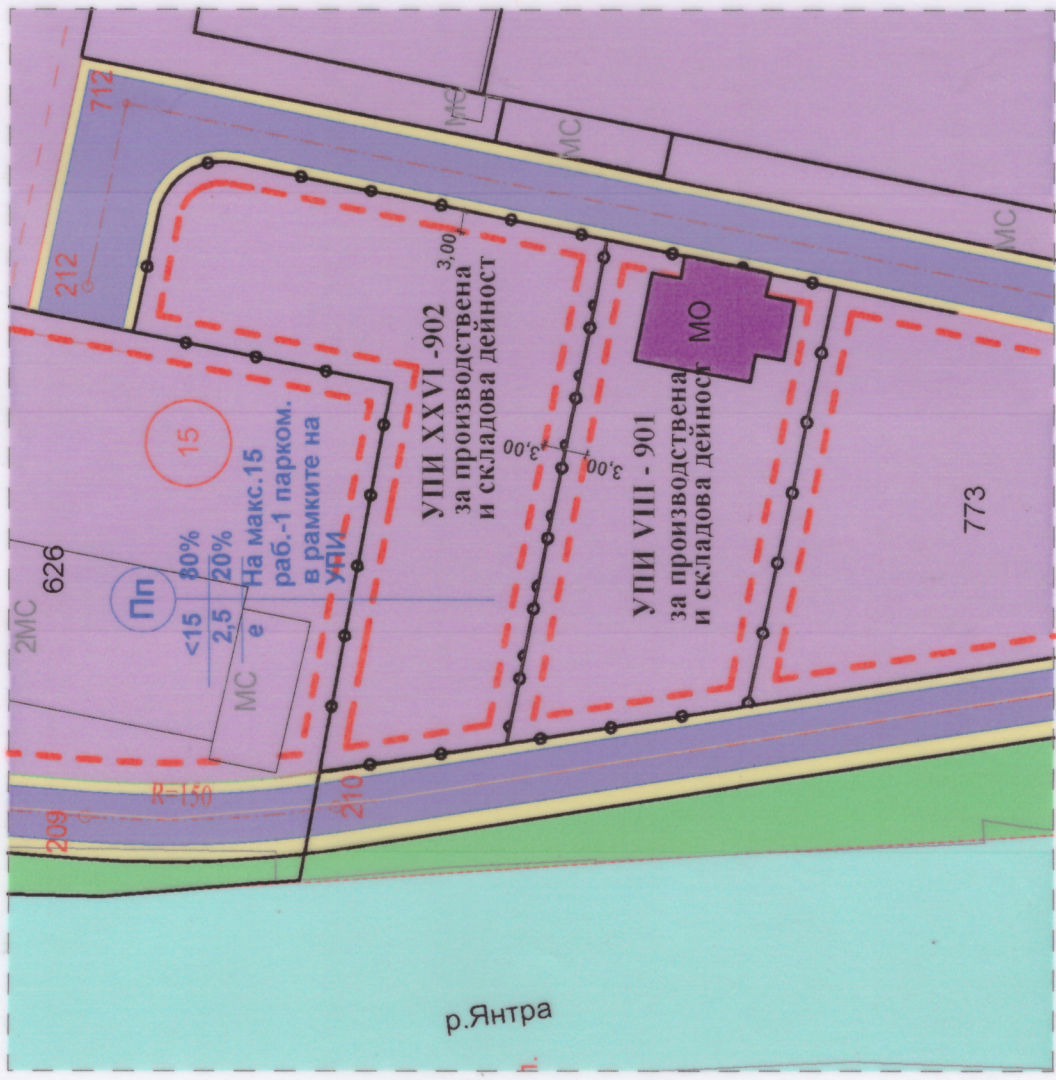 712
212
МС
МС
МС
3,00
УПИ XXVI -902
за производствена
и складова дейност
МО
15
3,00
3,00
УПИ VIII - 901
за производствена
и складова дейност
773
626
2МС
Пп
<15 80%
2,5 20%
е На макс.15
раб.-1 парком.
в рамките на
УПИ
МС
R=150
209
210
р.Янтра